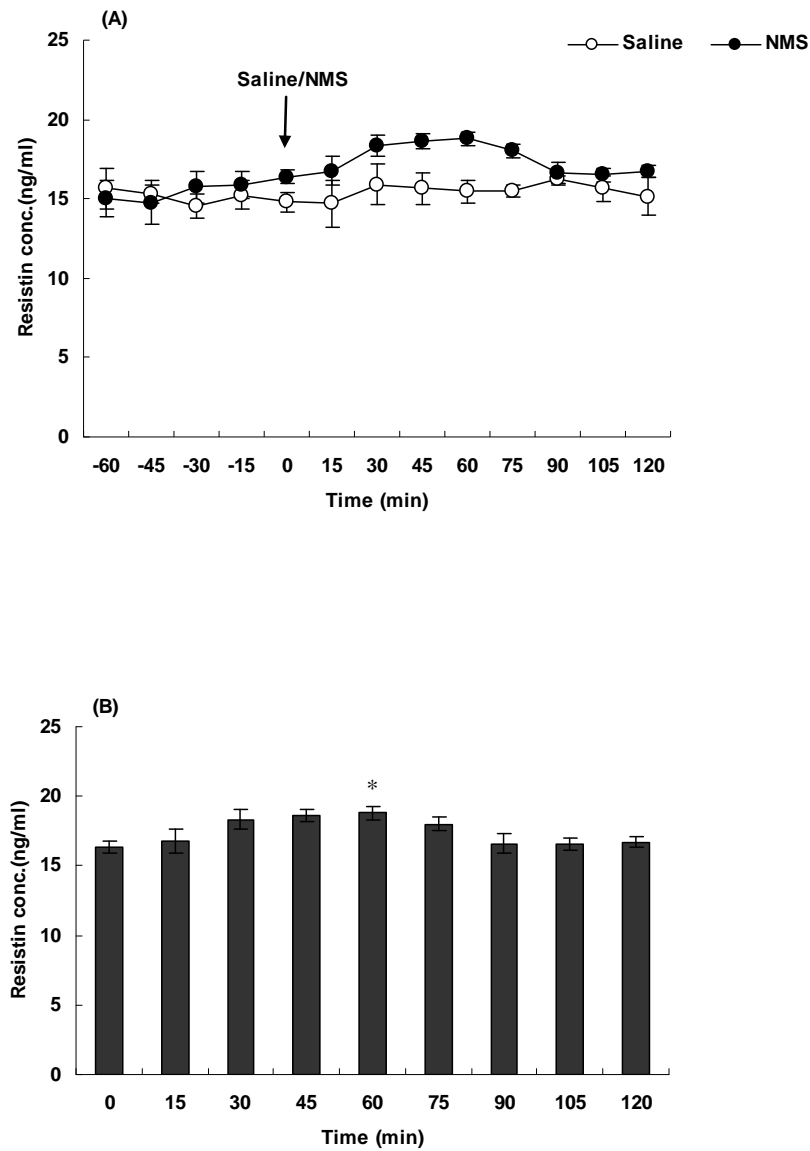 (A)
Saline NMS
25
20
15
10
5
0
Resistin conc.(ng/ml)
Saline/NMS
-60 -45 -30 -15 0 15 30 45 60 75 90 105 120
Time (min)
(B)
25
20
15
10
5
0
Resistin conc.(ng/ml)
*
0 15 30 45 60 75 90 105 120
Time (min)